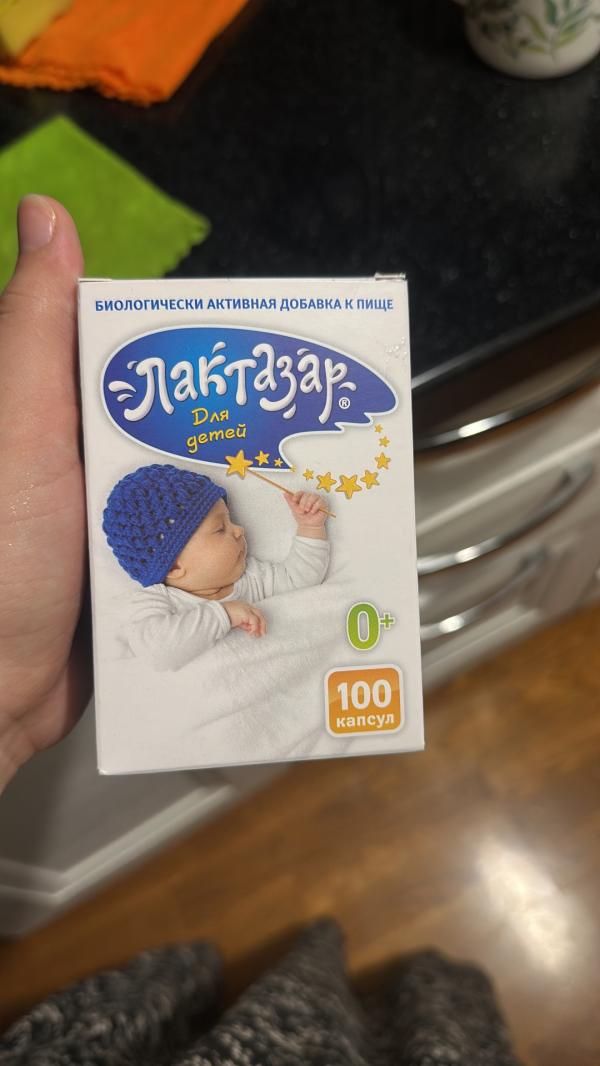 БИОЛОГИЧЕСКИ АКТИВНАЯ ДОБАВКА К ПИЩЕ
Лактазар®
Для
детей
0+
100
капсул